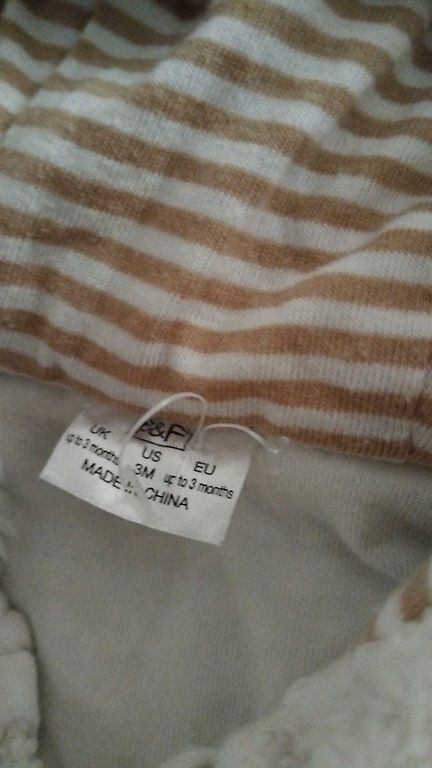 &F
UK US EU
up to 3 months 3M up to 3 months
MADE IN CHINA